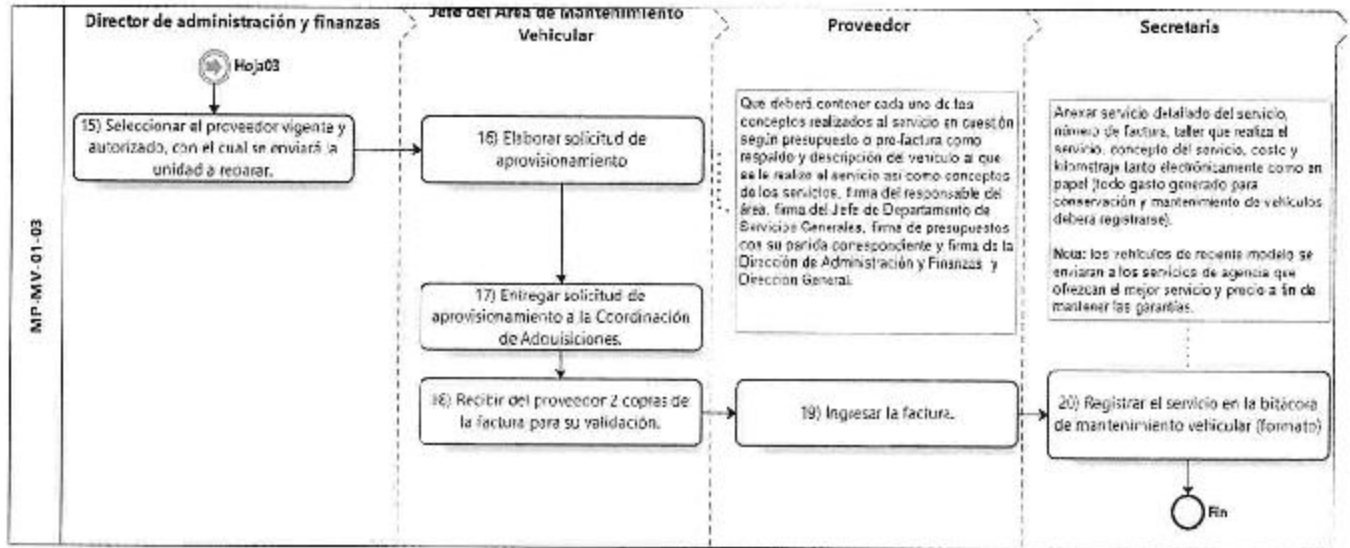 Director de administración y finanzas
Jefe del Área de Mantenimiento
Vehicular
Proveedor
Secretaria
MP-MV-01-03
Hoja03
15) Seleccionar el proveedor vigente y
autorizado, con el cual se enviará la
unidad a reparar.
16) Elaborar solicitud de
aprovisionamiento
Que deberá contener cada uno de los
conceptos realizados al servicio en cuestión
según presupuesto o pre-factura como
respaldo y descripción del vehículo al que
se le realizo el servicio así como conceptos
de los servicios, firma del responsable del
área, firma del Jefe de Departamento de
Servicios Generales, firma de presupuestos
con su partida correspondiente y firma de la
Dirección de Administración y Finanzas y
Dirección General.
Anexar servicio detallado del servicio,
número de factura, taller que realiza el
servicio, concepto del servicio, costo y
kilometraje tanto electrónicamente como en
papel (todo gasto generado para
conservación y mantenimiento de vehículos
deberá registrarse).
Nota: los vehículos de reciente modelo se
enviaran a los servicios de agencia que
ofrezcan el mejor servicio y precio a fin de
mantener las garantías.
17) Entregar solicitud de
aprovisionamiento a la Coordinación
de Adquisiciones.
18) Recibir del proveedor 2 copias de
la factura para su validación.
19) Ingresar la factura.
20) Registrar el servicio en la bitácora
de mantenimiento vehicular (formato)
Fin